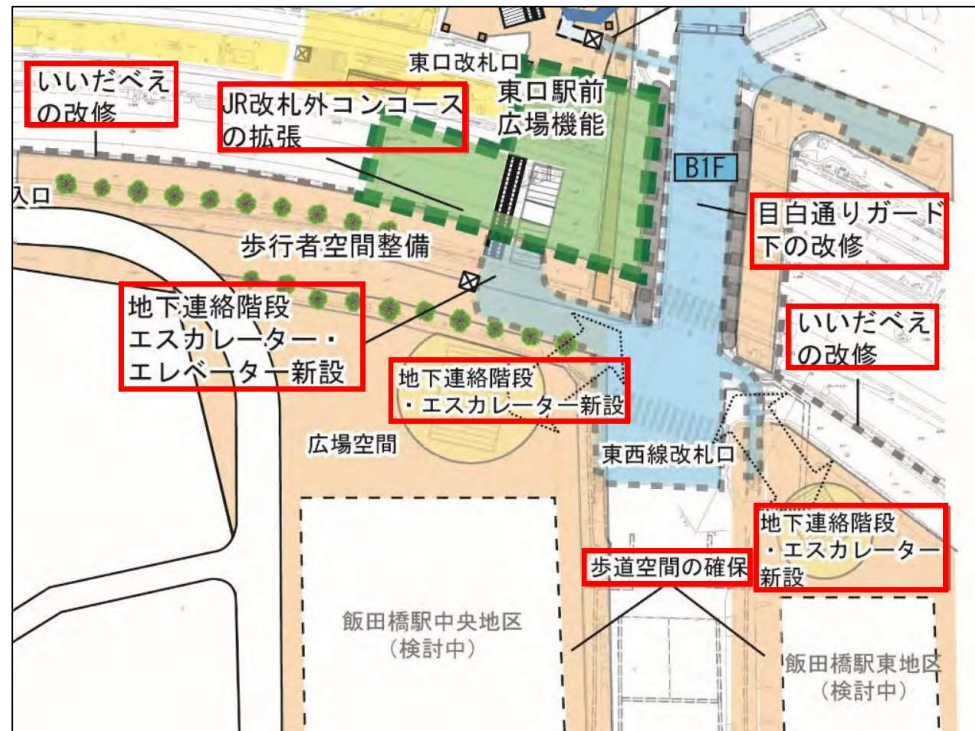 東口改札口
東口駅前
広場機能
いいだべえ
の改修
JR改札外コンコース
の拡張
B1F
入口
目白通りガード
下の改修
歩行者空間整備
地下連絡階段
エスカレーター・
エレベーター新設
いいだべえ
の改修
地下連絡階段
・エスカレーター新設
広場空間
東西線改札口
地下連絡階段
・エスカレーター
新設
歩道空間の確保
飯田橋駅中央地区
(検討中)
飯田橋駅東地区
(検討中)